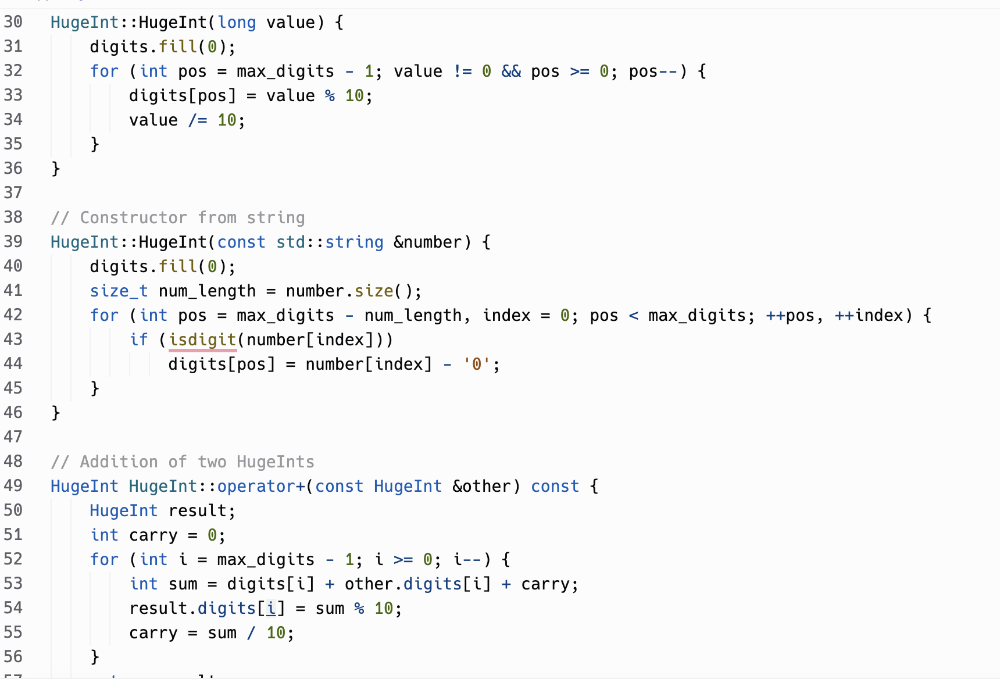 30 HugeInt::HugeInt(long value) {
31     digits.fill(0);
32     for (int pos = max_digits - 1; value != 0 && pos >= 0; pos--) {
33         digits[pos] = value % 10;
34         value /= 10;
35     }
36 }
37
38 // Constructor from string
39 HugeInt::HugeInt(const std::string &number) {
40     digits.fill(0);
41     size_t num_length = number.size();
42     for (int pos = max_digits - num_length, index = 0; pos < max_digits; ++pos, ++index) {
43         if (isdigit(number[index]))
44             digits[pos] = number[index] - '0';
45     }
46 }
47
48 // Addition of two HugeInts
49 HugeInt HugeInt::operator+(const HugeInt &other) const {
50     HugeInt result;
51     int carry = 0;
52     for (int i = max_digits - 1; i >= 0; i--) {
53         int sum = digits[i] + other.digits[i] + carry;
54         result.digits[i] = sum % 10;
55         carry = sum / 10;
56     }